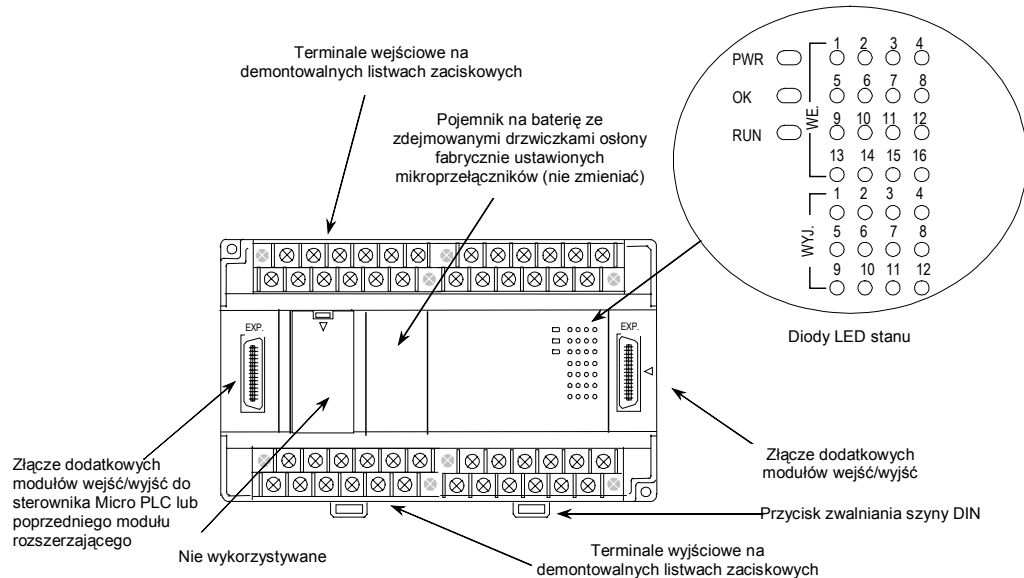 Terminale wejściowe na
demontowalnych listwach zaciskowych
Pojemnik na baterię ze
zdejmowanymi drzwiczkami osłony
fabrycznie ustawionych
mikroprzełączników (nie zmieniać)
PWR
OK
RUN
WE.
1 2 3 4
5 6 7 8
9 10 11 12
13 14 15 16
WYJ.
1 2 3 4
5 6 7 8
9 10 11 12
Diody LED stanu
EXP.
EXP.
Złącze dodatkowych
modułów wejść/wyjść do
sterownika Micro PLC lub
poprzedniego modułu
rozszerzającego
Nie wykorzystywane
Złącze dodatkowych
modułów wejść/wyjść
Przycisk zwalniania szyny DIN
Terminale wyjściowe na
demontowalnych listwach zaciskowych